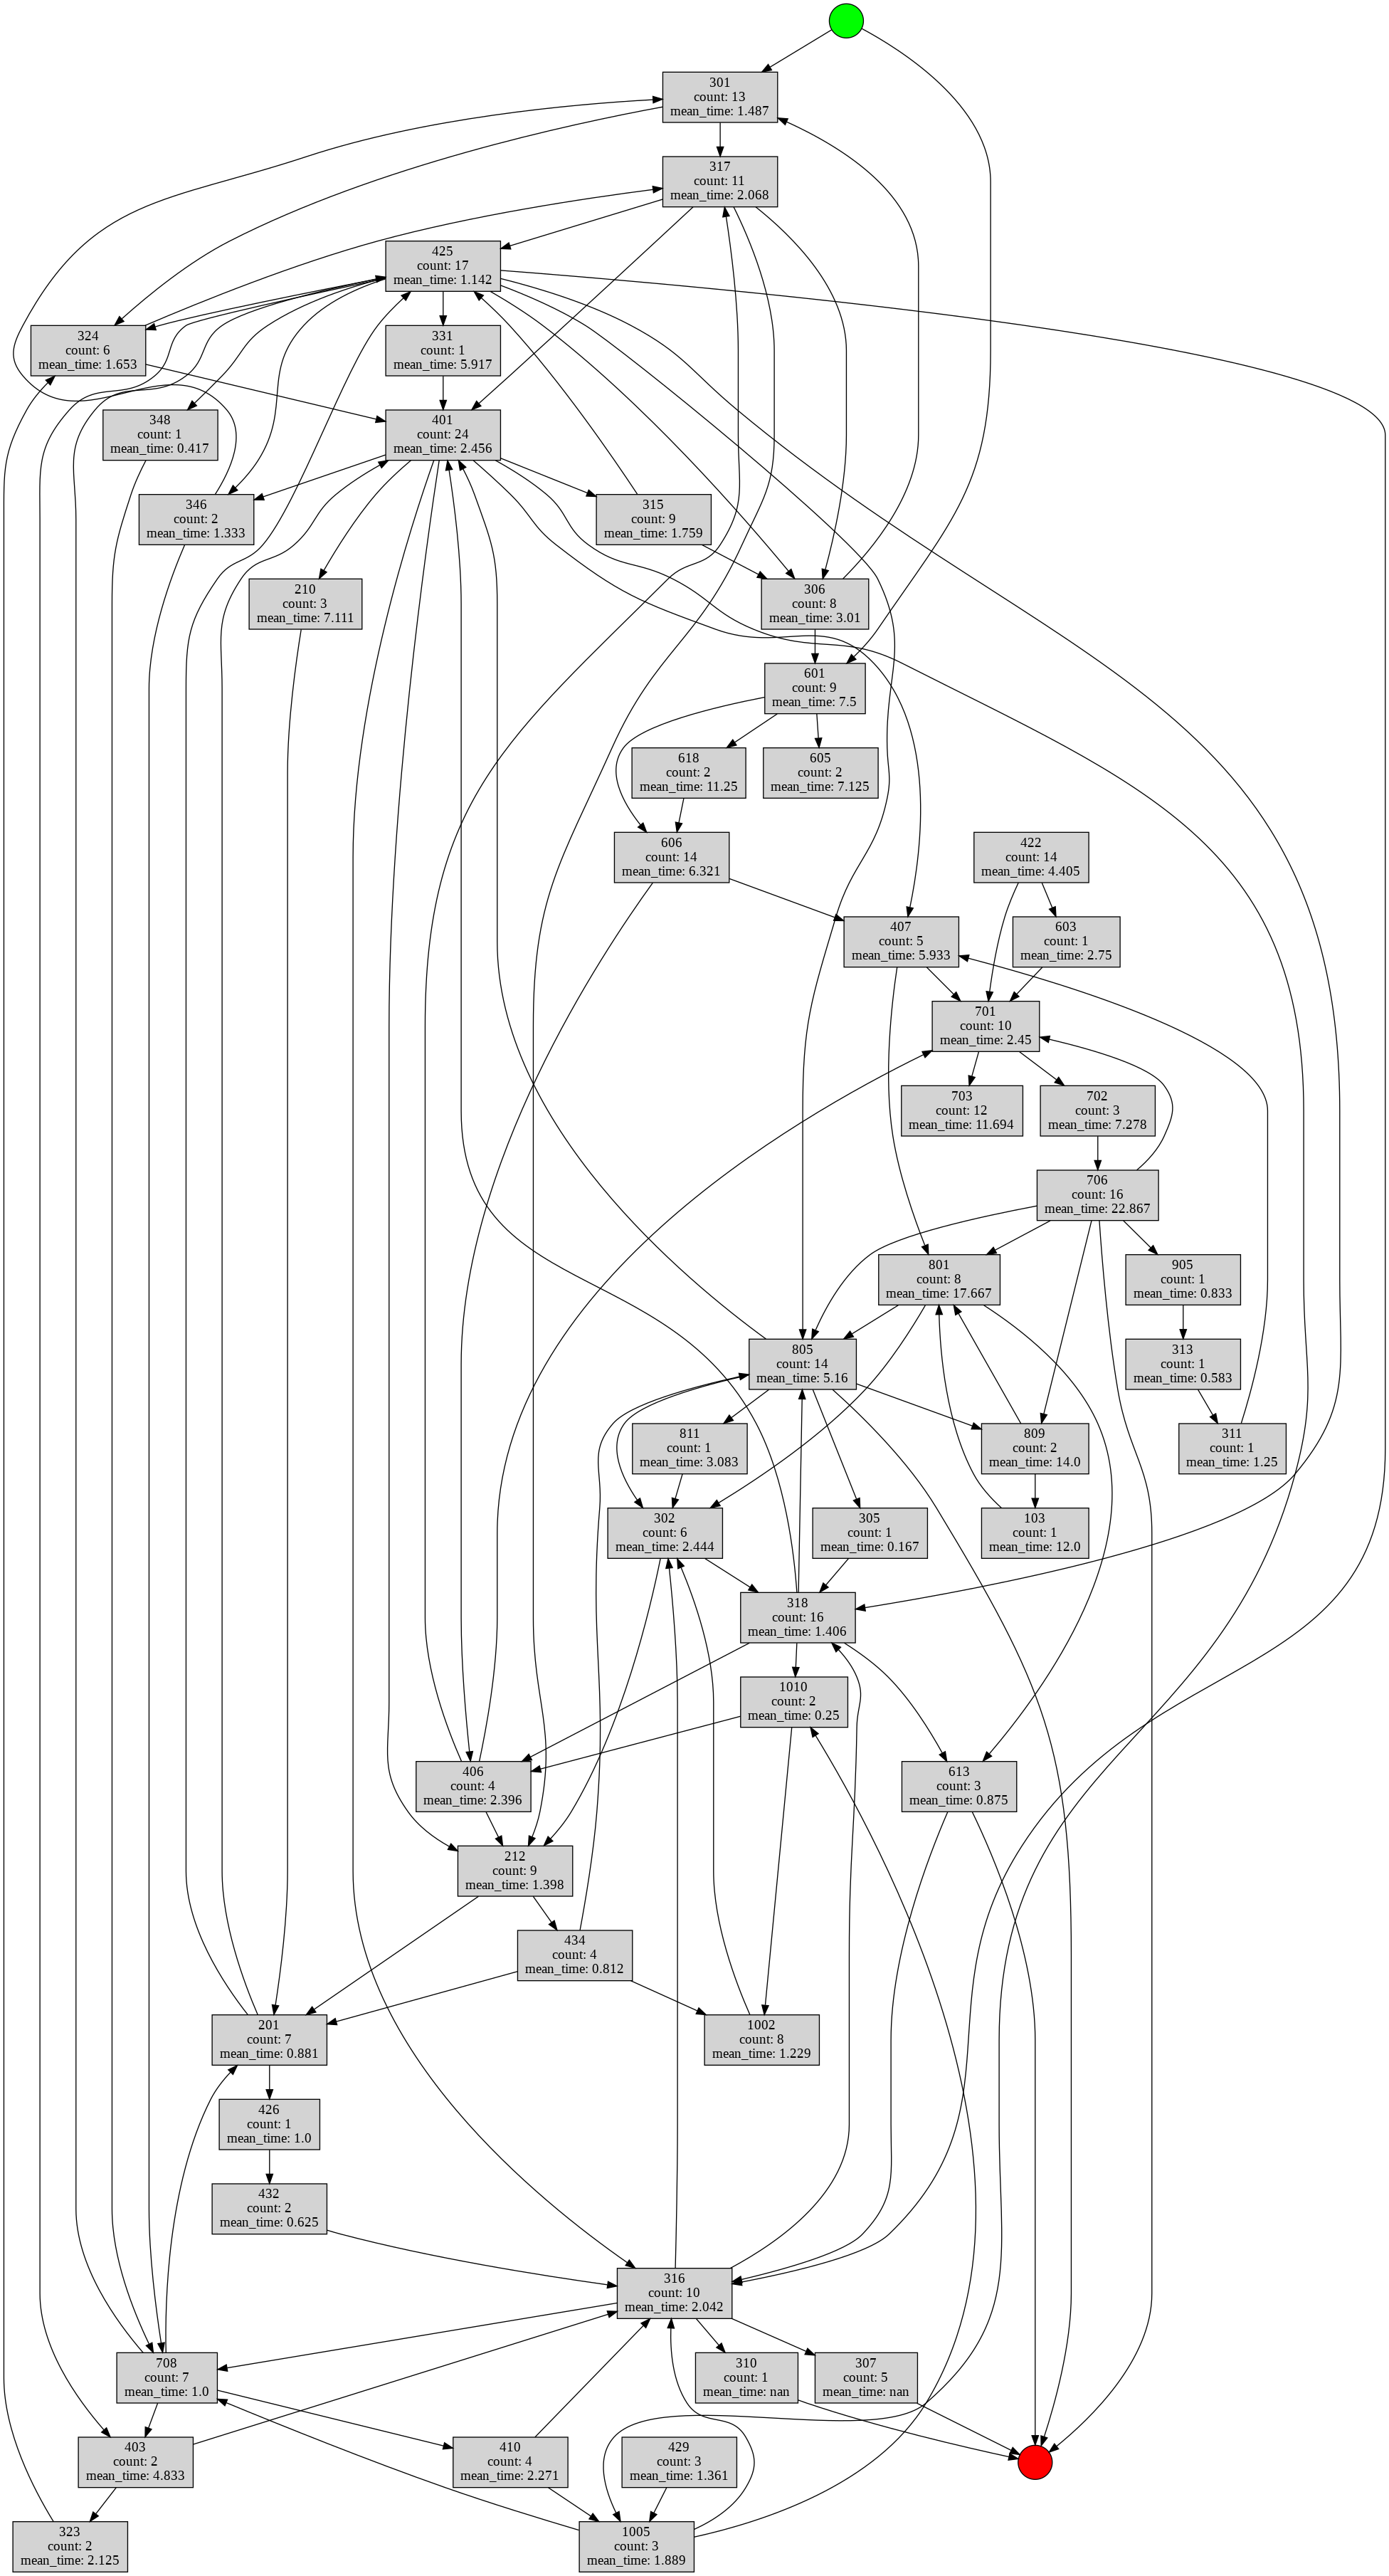 301
count: 13
mean_time: 1.487
317
count: 11
mean_time: 2.068
425
count: 17
mean_time: 1.142
324
count: 6
mean_time: 1.653
331
count: 1
mean_time: 5.917
348
count: 1
mean_time: 0.417
401
count: 24
mean_time: 2.456
346
count: 2
mean_time: 1.333
315
count: 9
mean_time: 1.759
210
count: 3
mean_time: 7.111
306
count: 8
mean_time: 3.01
601
count: 9
mean_time: 7.5
618
count: 2
mean_time: 11.25
605
count: 2
mean_time: 7.125
606
count: 14
mean_time: 6.321
422
count: 14
mean_time: 4.405
407
count: 5
mean_time: 5.933
603
count: 1
mean_time: 2.75
701
count: 10
mean_time: 2.45
703
count: 12
mean_time: 11.694
702
count: 3
mean_time: 7.278
706
count: 16
mean_time: 22.867
801
count: 8
mean_time: 17.667
905
count: 1
mean_time: 0.833
805
count: 14
mean_time: 5.16
313
count: 1
mean_time: 0.583
811
count: 1
mean_time: 3.083
809
count: 2
mean_time: 14.0
311
count: 1
mean_time: 1.25
302
count: 6
mean_time: 2.444
305
count: 1
mean_time: 0.167
103
count: 1
mean_time: 12.0
318
count: 16
mean_time: 1.406
1010
count: 2
mean_time: 0.25
406
count: 4
mean_time: 2.396
613
count: 3
mean_time: 0.875
212
count: 9
mean_time: 1.398
434
count: 4
mean_time: 0.812
201
count: 7
mean_time: 0.881
1002
count: 8
mean_time: 1.229
426
count: 1
mean_time: 1.0
432
count: 2
mean_time: 0.625
316
count: 10
mean_time: 2.042
708
count: 7
mean_time: 1.0
310
count: 1
mean_time: nan
307
count: 5
mean_time: nan
403
count: 2
mean_time: 4.833
410
count: 4
mean_time: 2.271
429
count: 3
mean_time: 1.361
323
count: 2
mean_time: 2.125
1005
count: 3
mean_time: 1.889